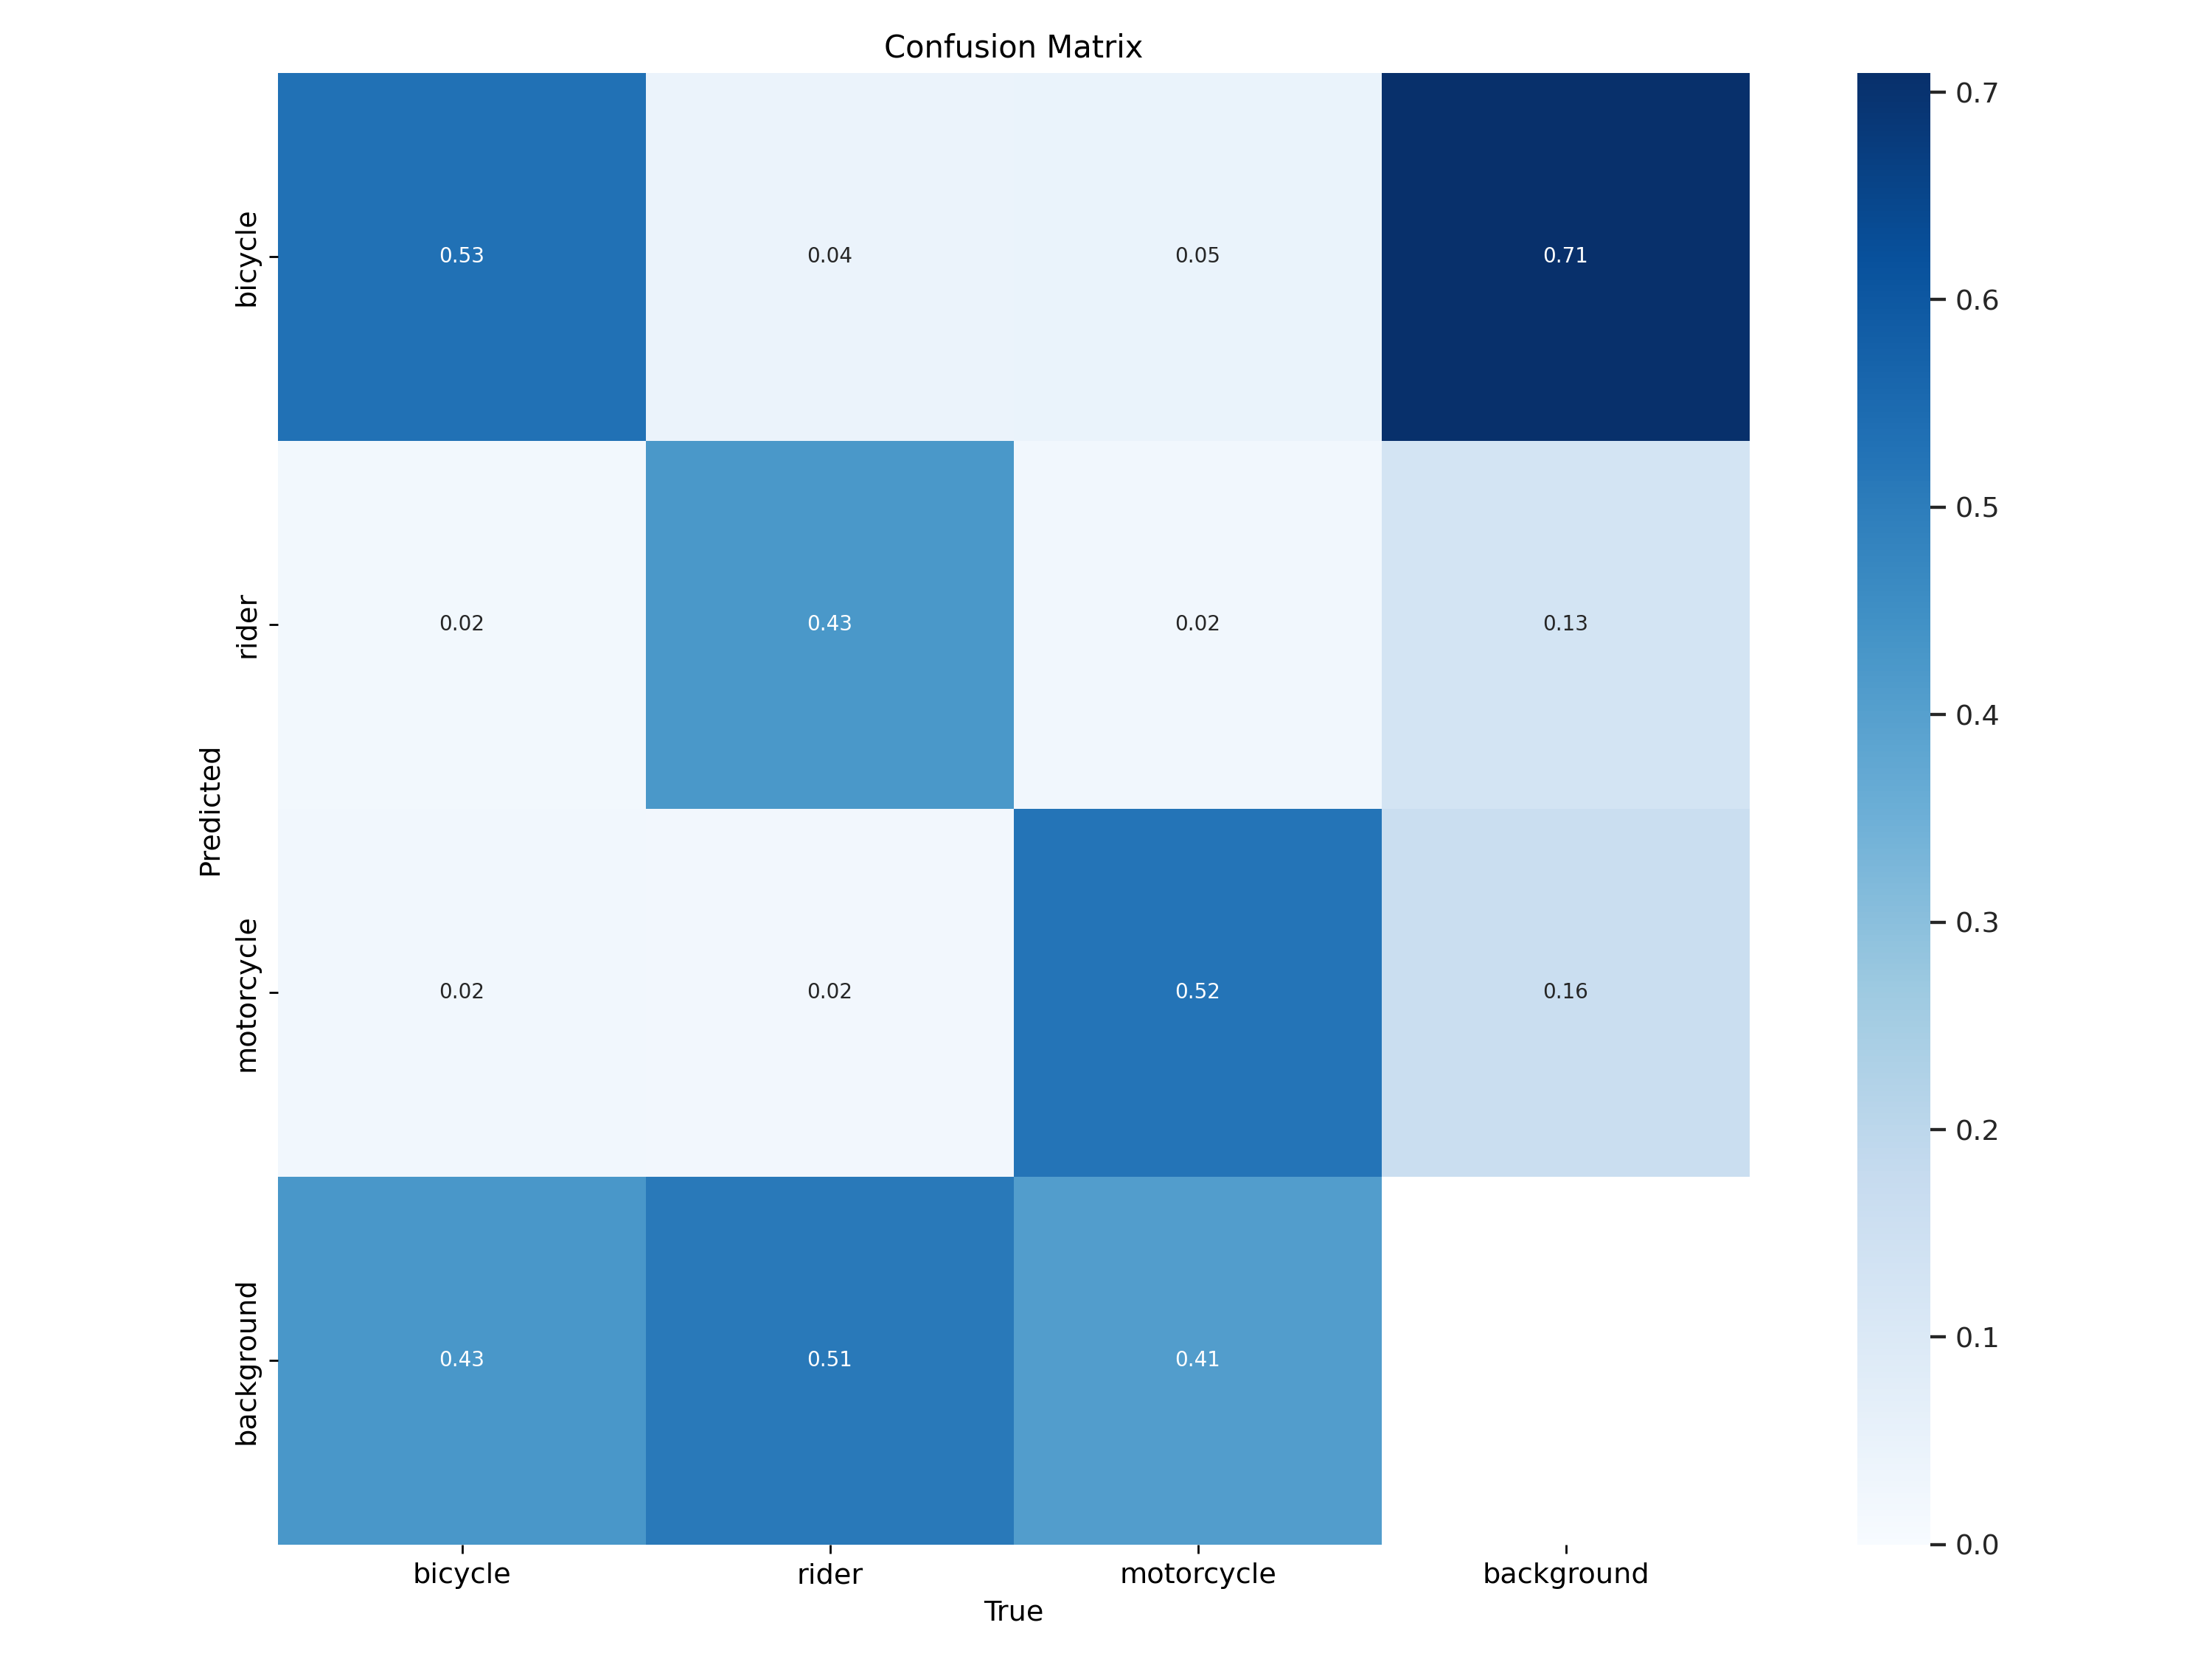 Confusion Matrix
Predicted
bicycle
0.53 0.04 0.05 0.71
rider
0.02 0.43 0.02 0.13
motorcycle
0.02 0.02 0.52 0.16
background
0.43 0.51 0.41
bicycle rider motorcycle background
True
0.7
0.6
0.5
0.4
0.3
0.2
0.1
0.0